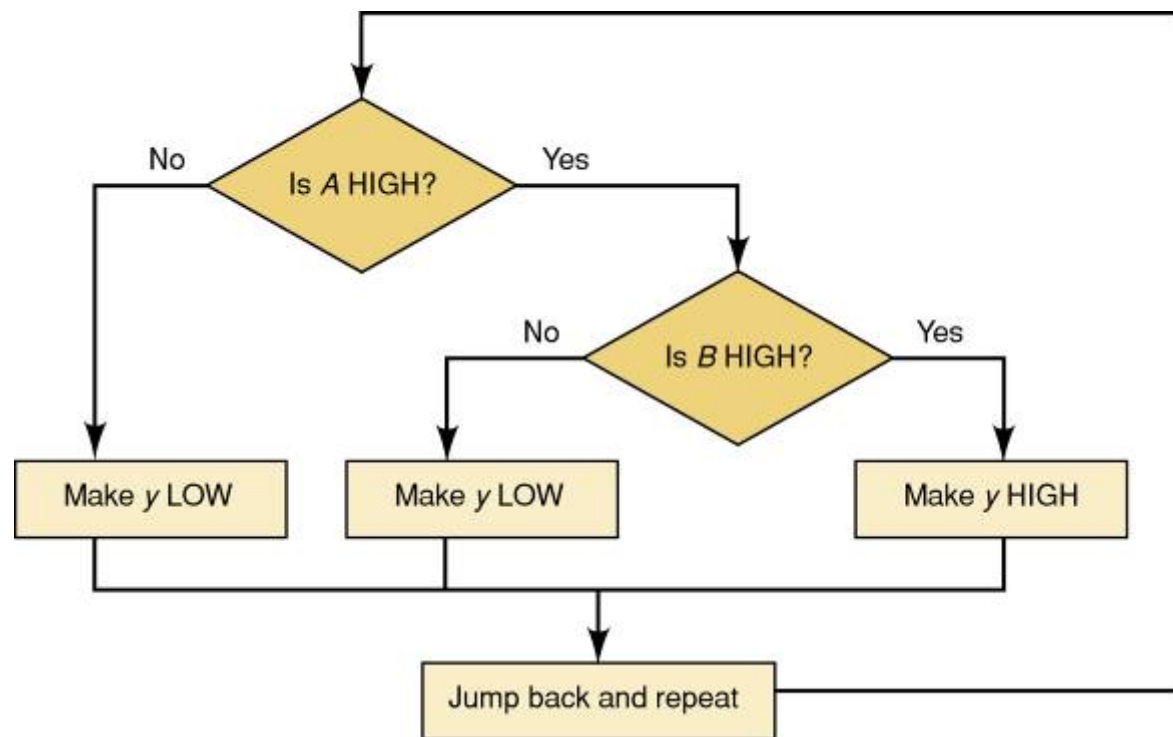 Is A HIGH?
No
Yes
Is B HIGH?
No
Yes
Make y LOW
Make y LOW
Make y HIGH
Jump back and repeat